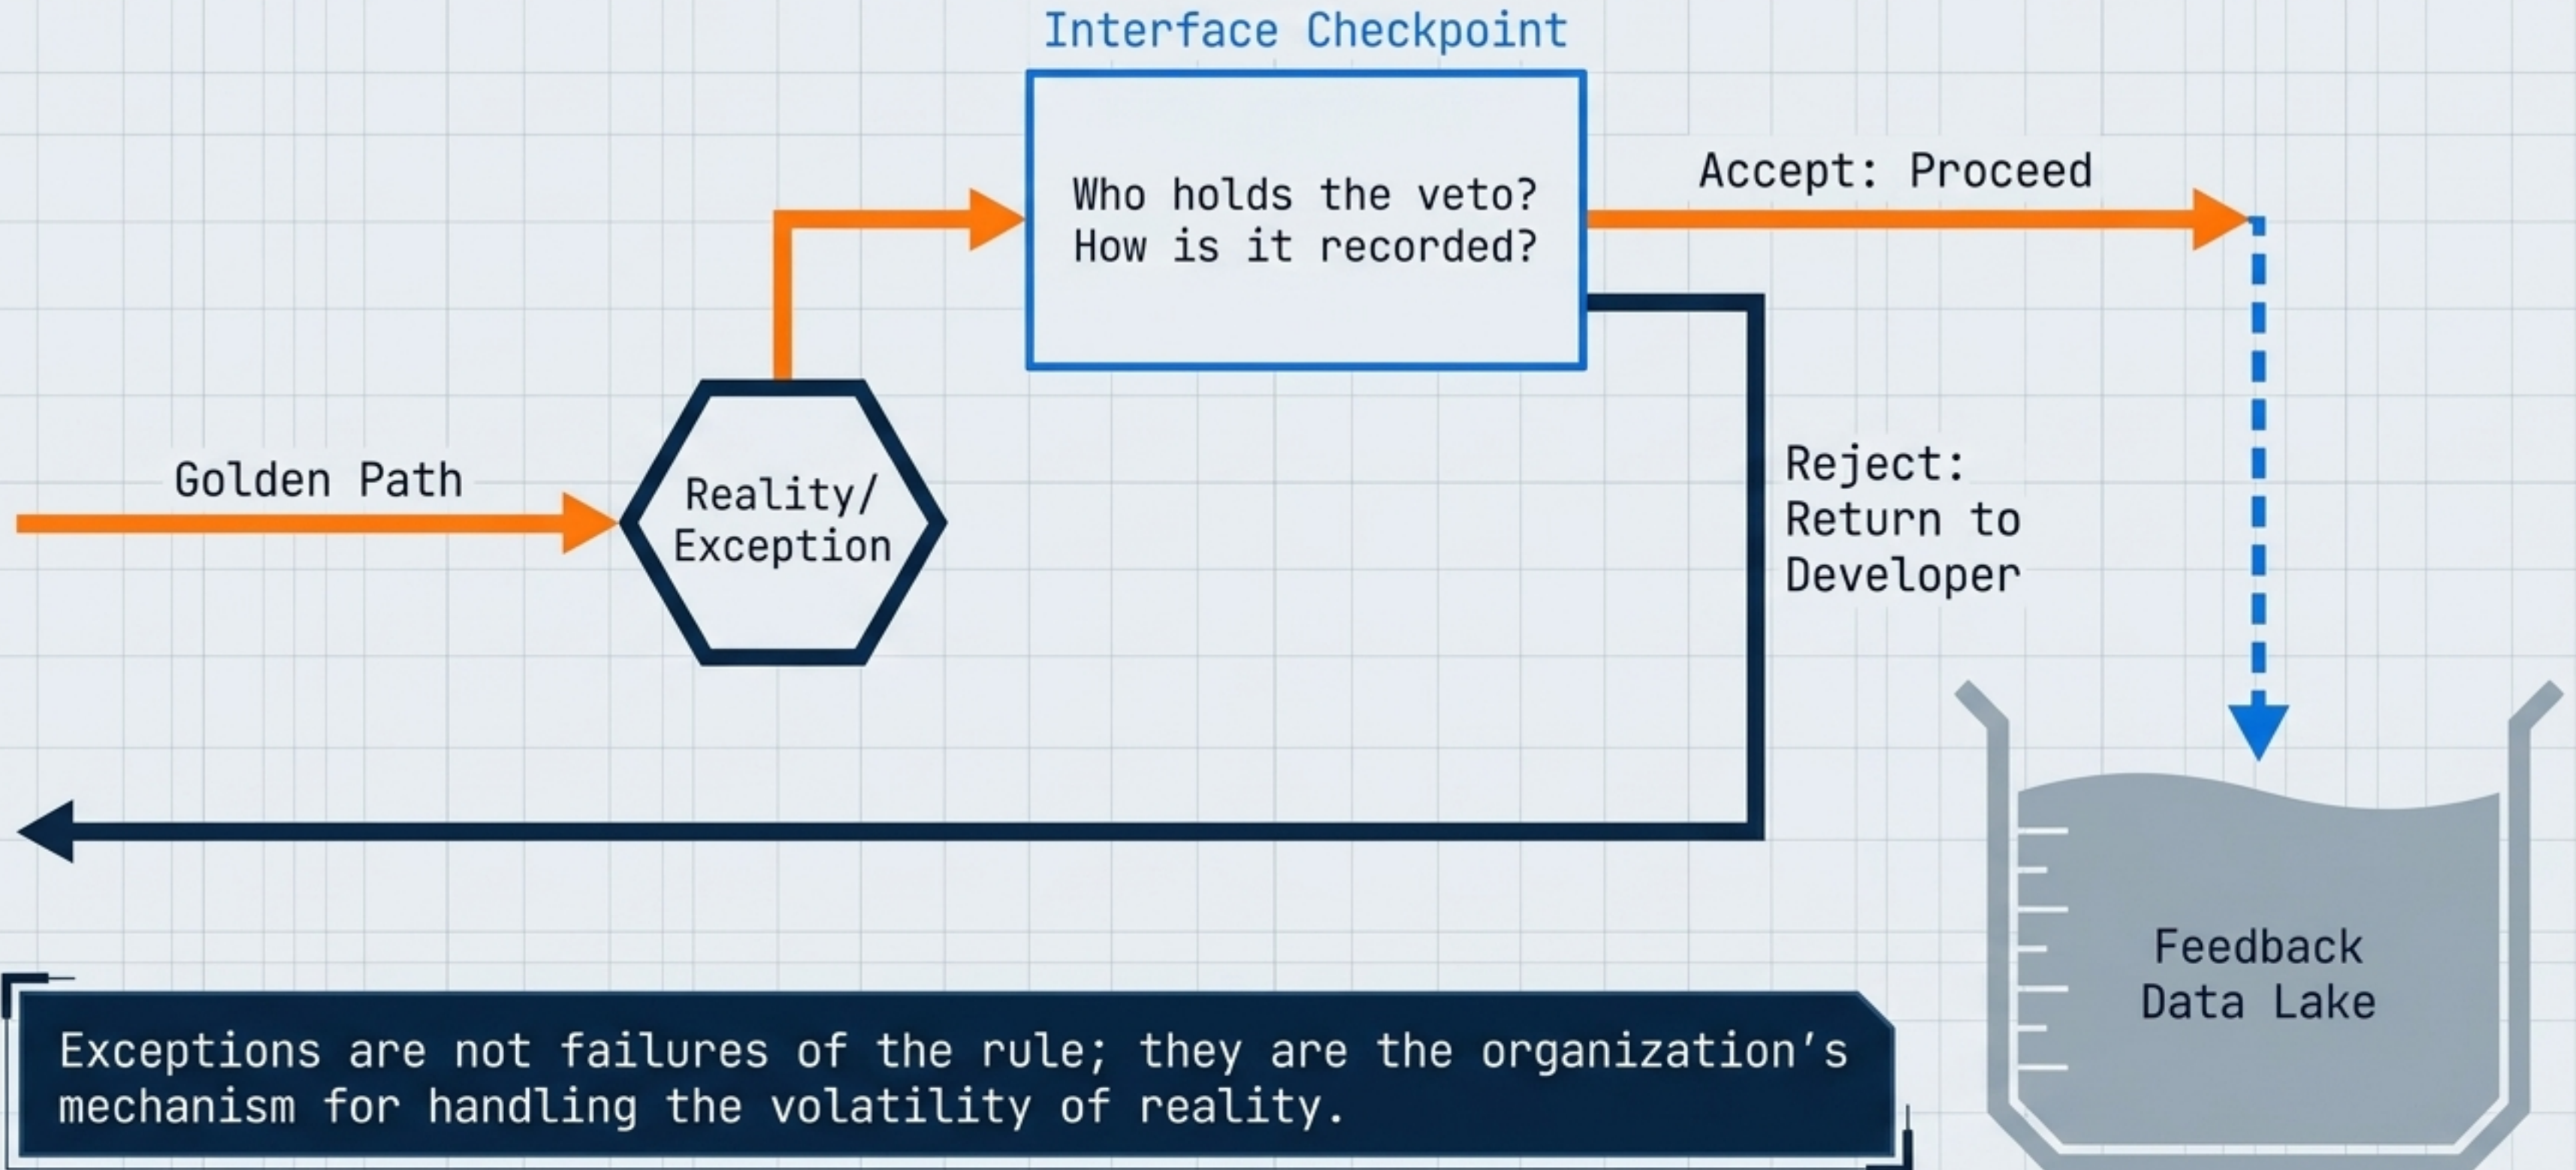 Interface Checkpoint
Who holds the veto?
How is it recorded?
Accept: Proceed
Golden Path
Reality/
Exception
Reject:
Return to
Developer
Feedback
Data Lake
Exceptions are not failures of the rule; they are the organization's
mechanism for handling the volatility of reality.